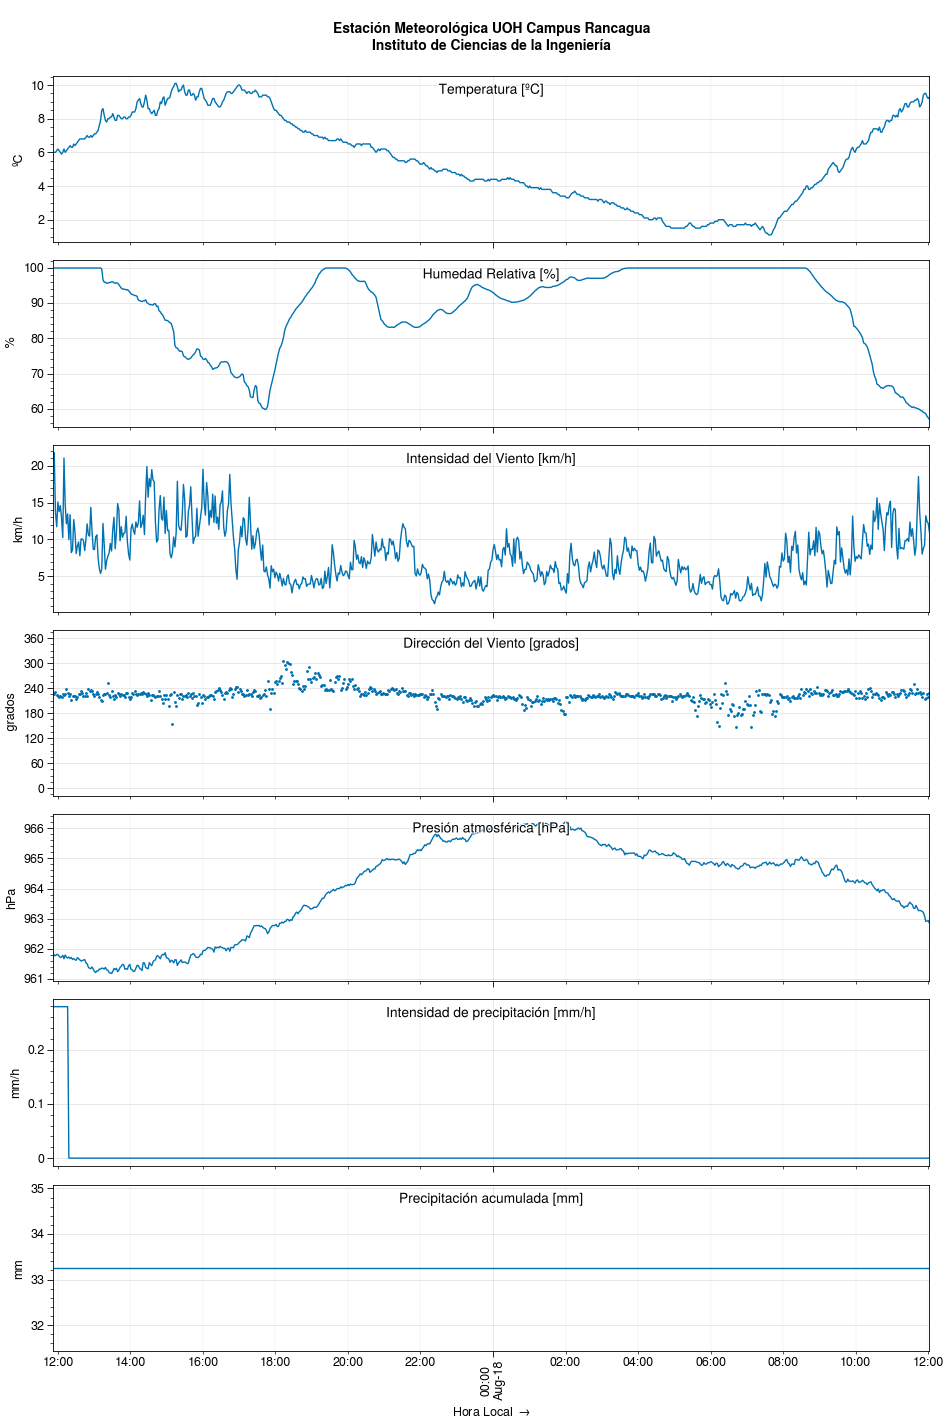 Estación Meteorológica UOH Campus Rancagua
Instituto de Ciencias de la Ingeniería
Temperatura [ºC]
ºC
10
8
6
4
2
Humedad Relativa [%]
%
100
90
80
70
60
Intensidad del Viento [km/h]
km/h
20
15
10
5
Dirección del Viento [grados]
grados
360
300
240
180
120
60
0
Presión atmosférica [hPa]
hPa
966
965
964
963
962
961
Intensidad de precipitación [mm/h]
mm/h
0.2
0.1
0
Precipitación acumulada [mm]
mm
35
34
33
32
12:00 14:00 16:00 18:00 20:00 22:00 00:00 02:00 04:00 06:00 08:00 10:00 12:00
Aug-18
Hora Local →